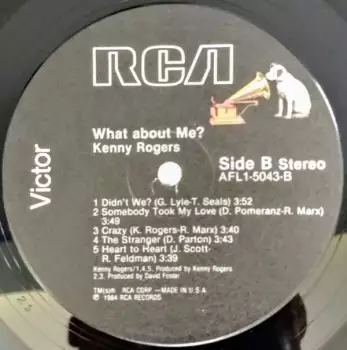 RCA
Victor
What about Me?
Kenny Rogers
Side B Stereo
AFL1-5043-B
1 Didn't We? (G. Lyle-T. Seals) 3:52
2 Somebody Took My Love (D. Pomeranz-R. Marx)
3:49
3 Crazy (K. Rogers-R. Marx) 3:40
4 The Stranger (D. Parton) 3:43
5 Heart to Heart (J. Scott-
R. Feldman) 3:39
Kenny Rogers/1,4,5. Produced by Kenny Rogers
2,3. Produced by David Foster
TM(s)® RCA CORP.—MADE IN U.S.A.
℗ 1984 RCA RECORDS